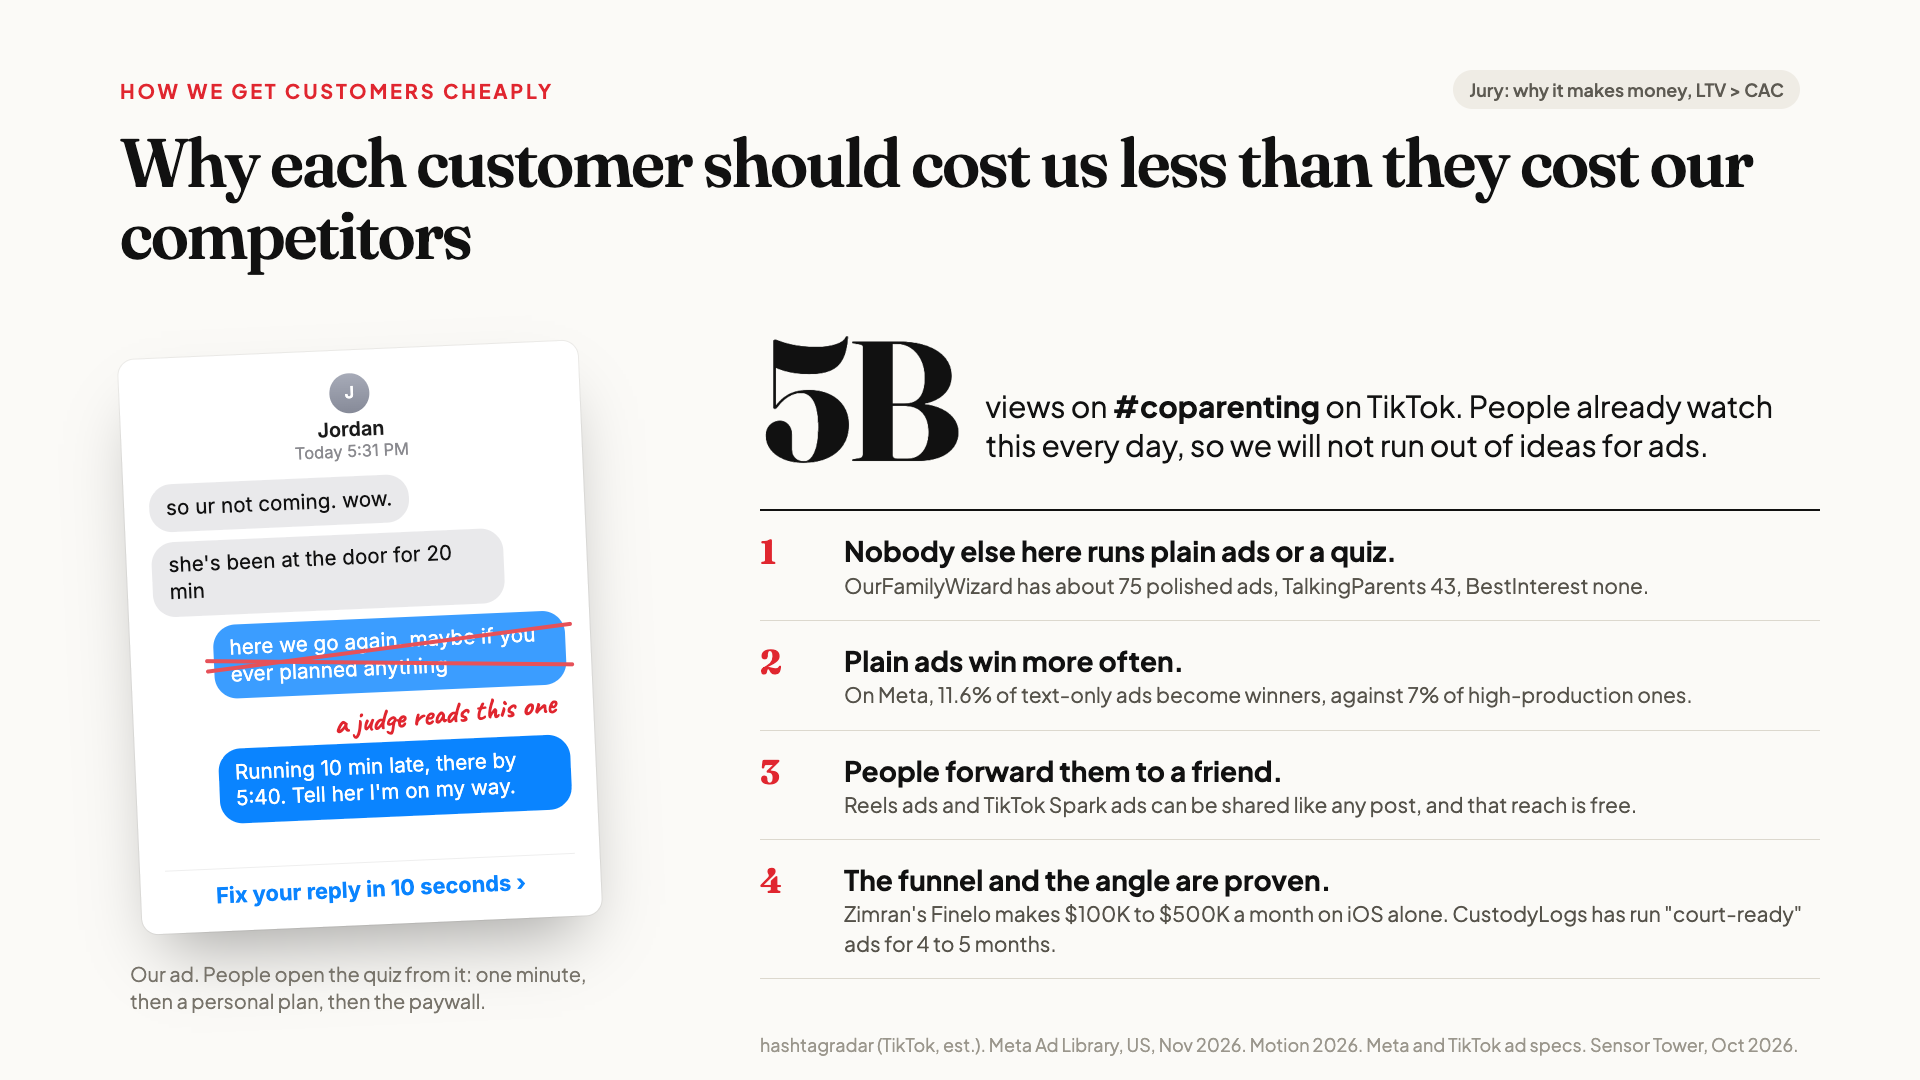 HOW WE GET CUSTOMERS CHEAPLY
Jury: why it makes money, LTV > CAC
Why each customer should cost us less than they cost our
competitors
J
Jordan
Today 5:31 PM
so ur not coming. wow.
she's been at the door for 20
min
here we go again, maybe if you
ever planned anything
a judge reads this one
Running 10 min late, there by
5:40. Tell her I'm on my way.
Fix your reply in 10 seconds ›
Our ad. People open the quiz from it: one minute,
then a personal plan, then the paywall.
5B
views on #coparenting on TikTok. People already watch
this every day, so we will not run out of ideas for ads.
1
Nobody else here runs plain ads or a quiz.
OurFamilyWizard has about 75 polished ads, TalkingParents 43, BestInterest none.
2
Plain ads win more often.
On Meta, 11.6% of text-only ads become winners, against 7% of high-production ones.
3
People forward them to a friend.
Reels ads and TikTok Spark ads can be shared like any post, and that reach is free.
4
The funnel and the angle are proven.
Zimran's Finelo makes $100K to $500K a month on iOS alone. CustodyLogs has run "court-ready"
ads for 4 to 5 months.
hashtagradar (TikTok, est.). Meta Ad Library, US, Nov 2026. Motion 2026. Meta and TikTok ad specs. Sensor Tower, Oct 2026.